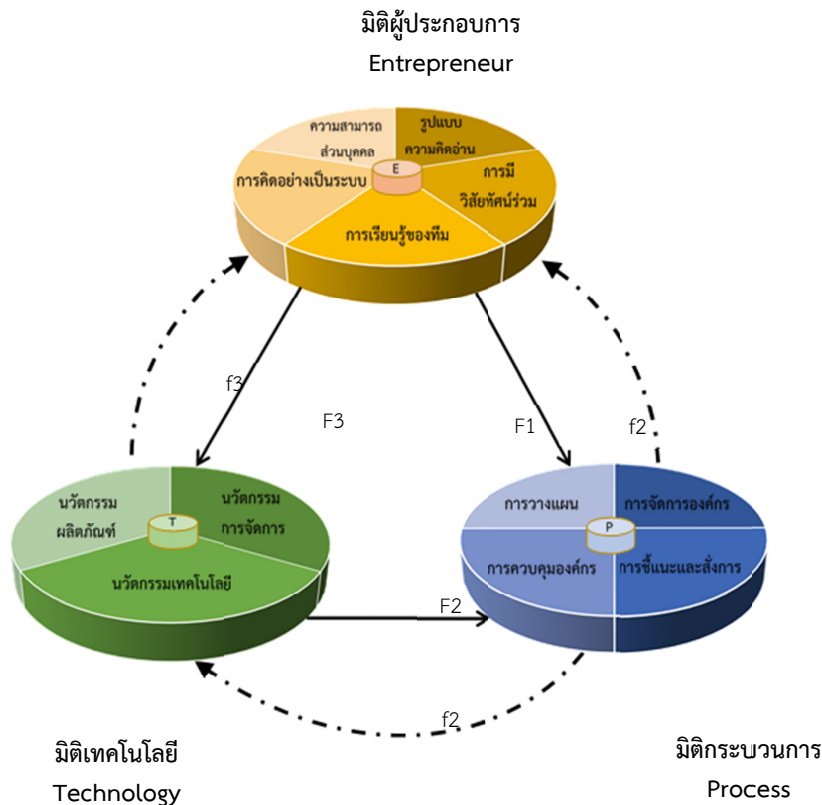 มิติผู้ประกอบการ
Entrepreneur
ความสามารถ
ส่วนบุคคล
รูปแบบ
ความคิดอ่าน
E
การคิดอย่างเป็นระบบ
การมี
วิสัยทัศน์ร่วม
การเรียนรู้ของทีม
f3
F3
F1
f2
นวัตกรรม
ผลิตภัณฑ์
T
นวัตกรรม
การจัดการ
นวัตกรรมเทคโนโลยี
การวางแผน
การจัดการองค์กร
P
การควบคุมองค์กร
การชี้แนะและสั่งการ
F2
f2
มิติเทคโนโลยี
Technology
มิติกระบวนการ
Process